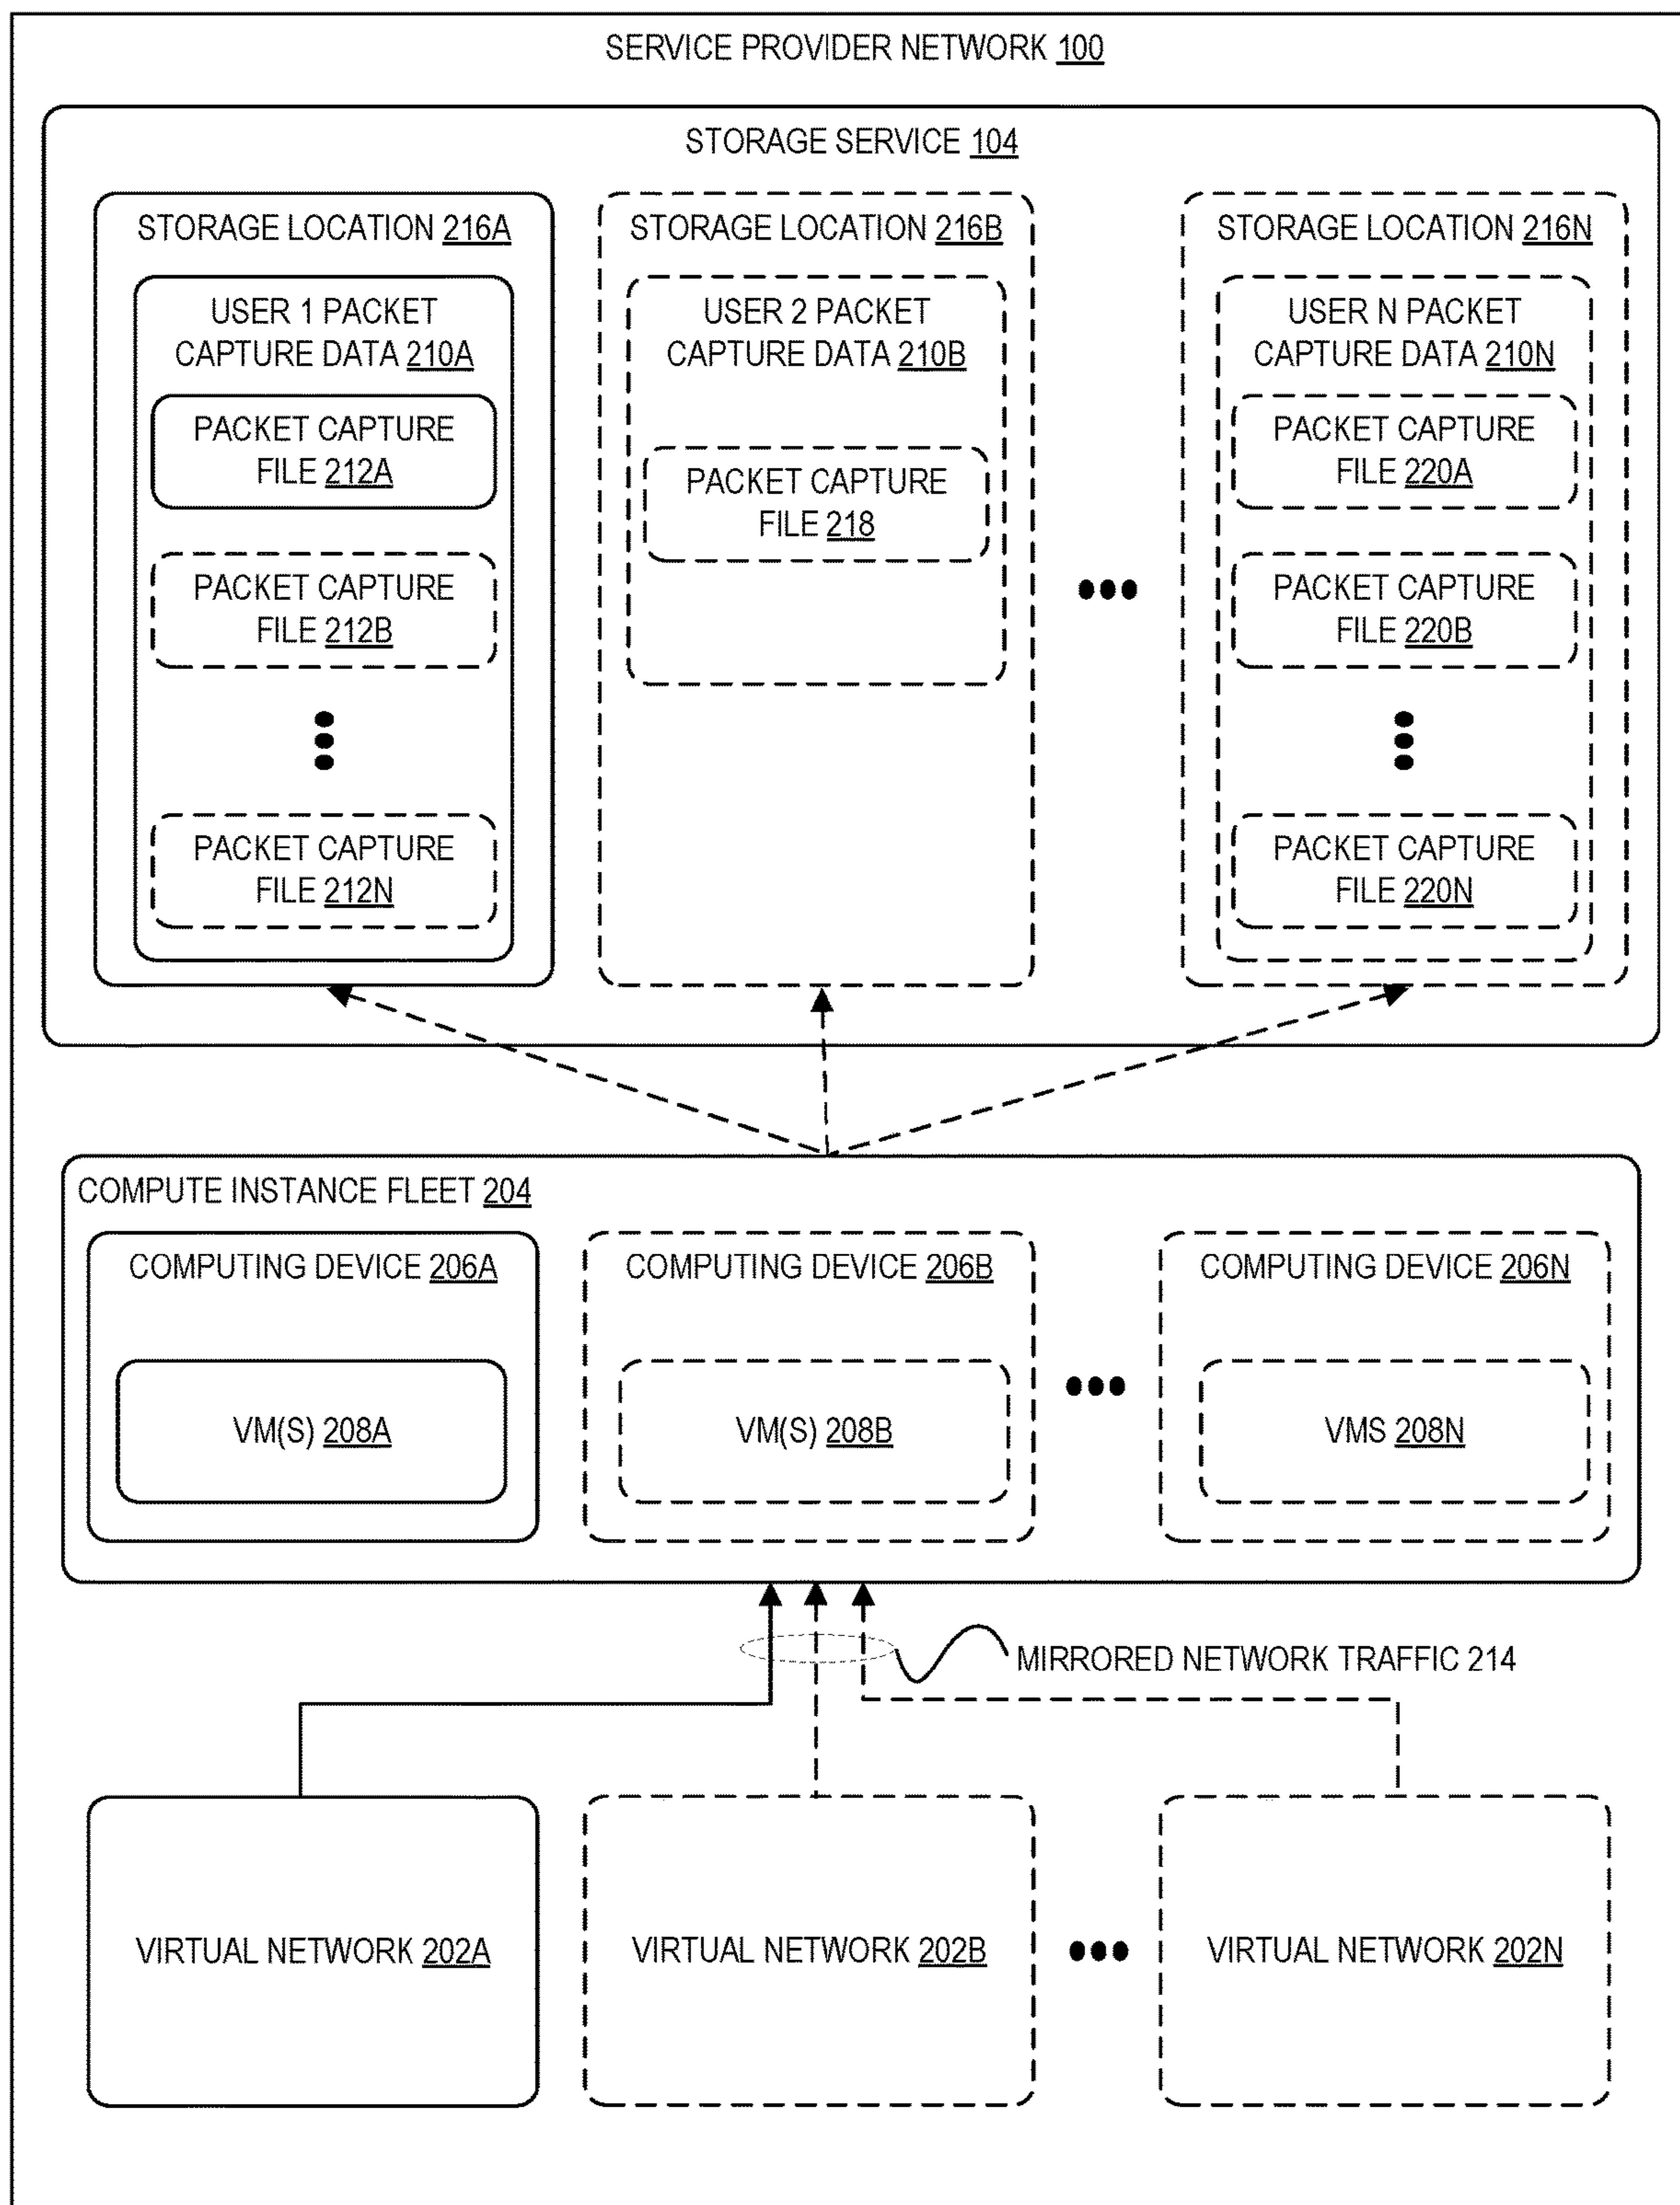 SERVICE PROVIDER NETWORK 100
STORAGE SERVICE 104
STORAGE LOCATION 216A
USER 1 PACKET
CAPTURE DATA 210A
PACKET CAPTURE
FILE 212A
PACKET CAPTURE
FILE 212B
PACKET CAPTURE
FILE 212N
STORAGE LOCATION 216B
USER 2 PACKET
CAPTURE DATA 210B
PACKET CAPTURE
FILE 218
STORAGE LOCATION 216N
USER N PACKET
CAPTURE DATA 210N
PACKET CAPTURE
FILE 220A
PACKET CAPTURE
FILE 220B
PACKET CAPTURE
FILE 220N
COMPUTE INSTANCE FLEET 204
COMPUTING DEVICE 206A
VM(S) 208A
COMPUTING DEVICE 206B
VM(S) 208B
COMPUTING DEVICE 206N
VMS 208N
MIRRORED NETWORK TRAFFIC 214
VIRTUAL NETWORK 202A
VIRTUAL NETWORK 202B
VIRTUAL NETWORK 202N